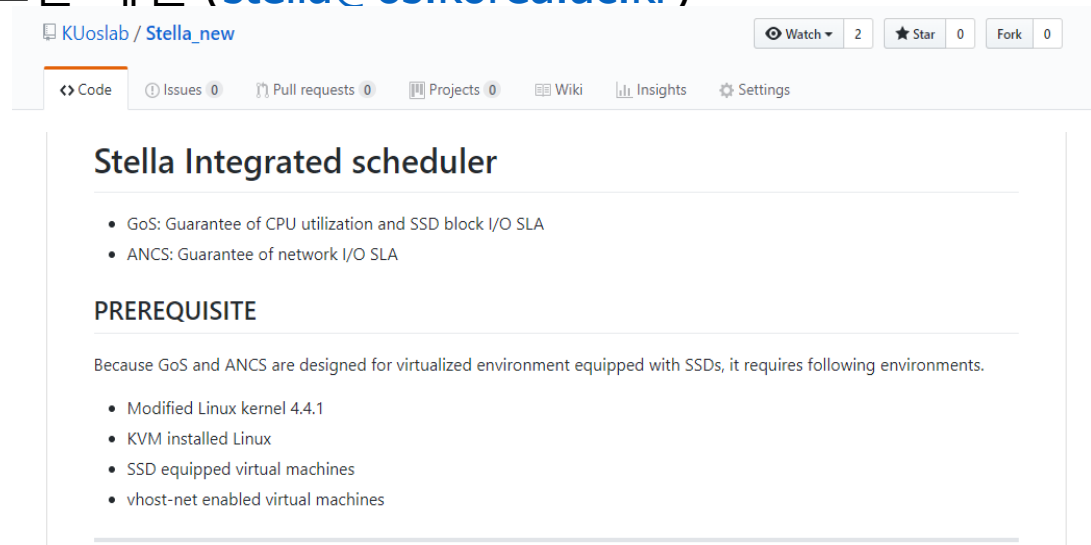 KUoslab / Stella_new
Watch 2 Star 0 Fork 0
Code Issues 0 Pull requests 0 Projects 0 Wiki Insights Settings
Stella Integrated scheduler
• GoS: Guarantee of CPU utilization and SSD block I/O SLA
• ANCS: Guarantee of network I/O SLA
PREREQUISITE
Because GoS and ANCS are designed for virtualized environment equipped with SSDs, it requires following environments.
• Modified Linux kernel 4.4.1
• KVM installed Linux
• SSD equipped virtual machines
• vhost-net enabled virtual machines